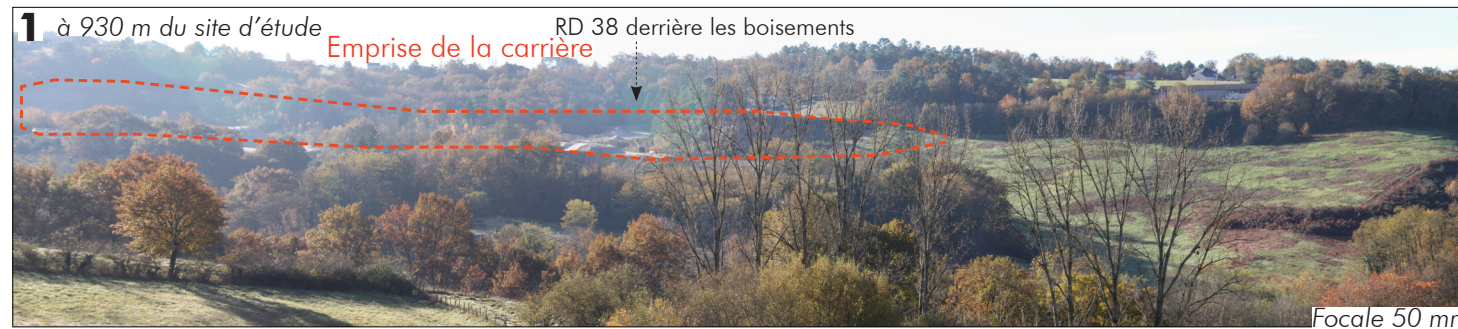 1 à 930 m du site d'étude
RD 38 derrière les boisements
Emprise de la carrière
Focale 50 mm